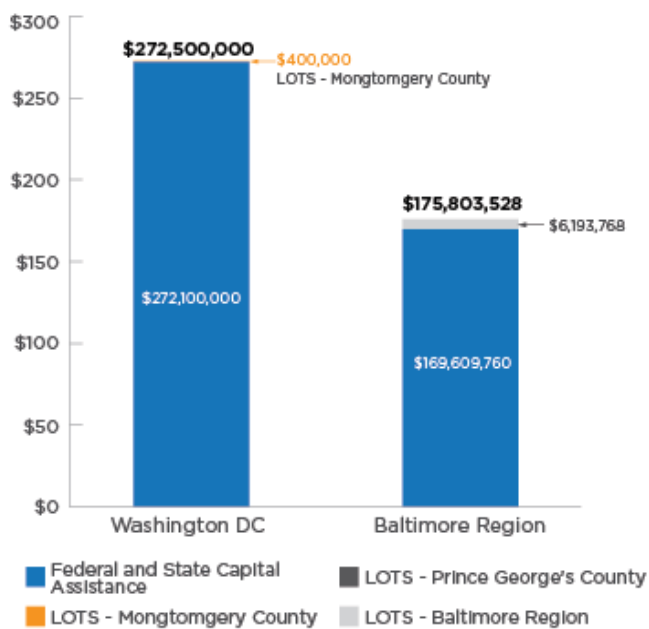 $300
$272,500,000
$400,000
LOTS - Mongtomgery County
$250
$200
$175,803,528
$6,193,768
$150
$272,100,000
$100
$169,609,760
$50
$0
Washington DC
Baltimore Region
Federal and State Capital
Assistance
LOTS - Prince George's County
LOTS - Mongtomgery County
LOTS - Baltimore Region